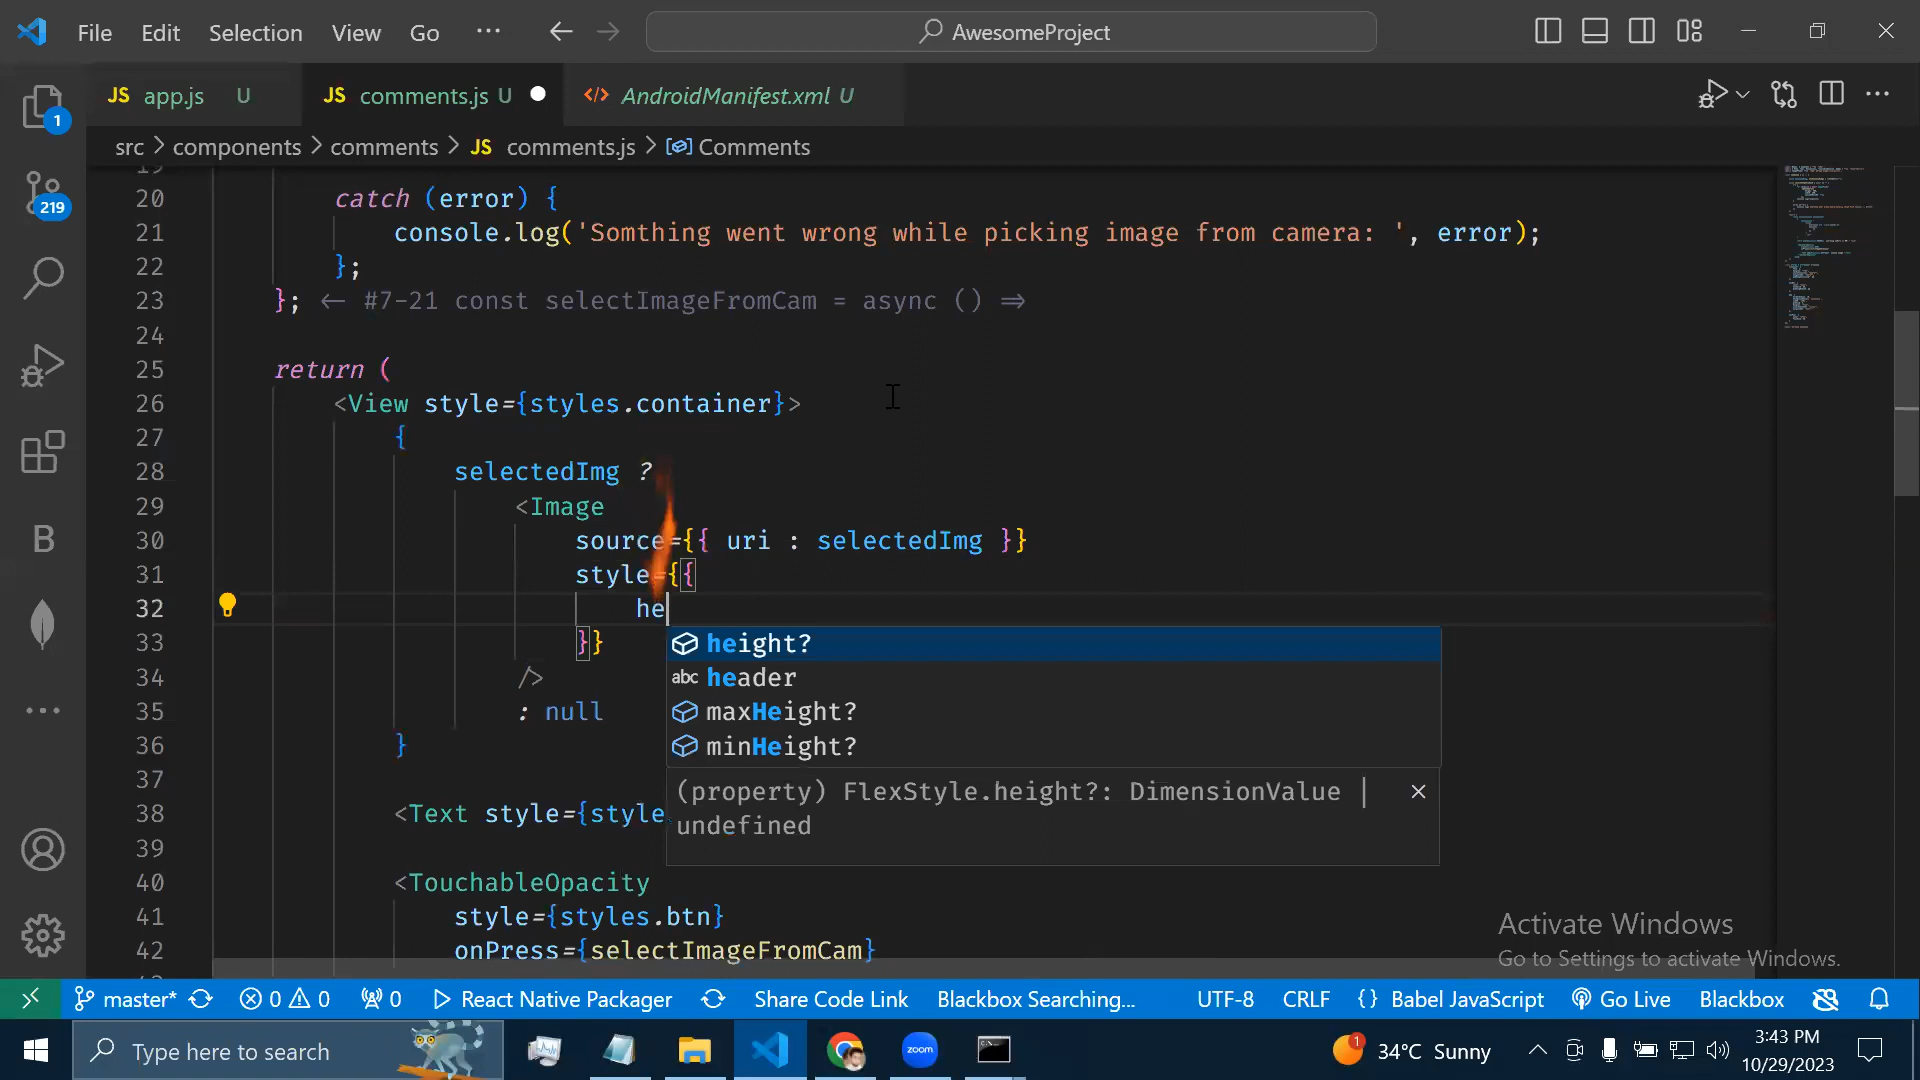 File Edit Selection View Go ··· AwesomeProject
JS app.js U JS comments.js U AndroidManifest.xml U
src > components > comments > JS comments.js > Comments
1
219
B
19
20 catch (error) {
21 console.log('Somthing went wrong while picking image from camera: ', error);
22 };
23 }; <- #7-21 const selectImageFromCam = async () =>
24
25 return (
26 <View style={styles.container}>
27 {
28 selectedImg ?
29 <Image
30 source={{ uri : selectedImg }}
31 style={{
32 he
33 }}
34 />
35 : null
36 }
37
38 <Text style={style
39
40 <TouchableOpacity
41 style={styles.btn}
42 onPress={selectImageFromCam}
height?
abc header
maxHeight?
minHeight?
(property) FlexStyle.height?: DimensionValue |
undefined
Activate Windows
Go to Settings to activate Windows.
master* 0 0 0 React Native Packager Share Code Link Blackbox Searching... UTF-8 CRLF {} Babel JavaScript Go Live Blackbox
Type here to search zoom 1 34°C Sunny 3:43 PM
10/29/2023